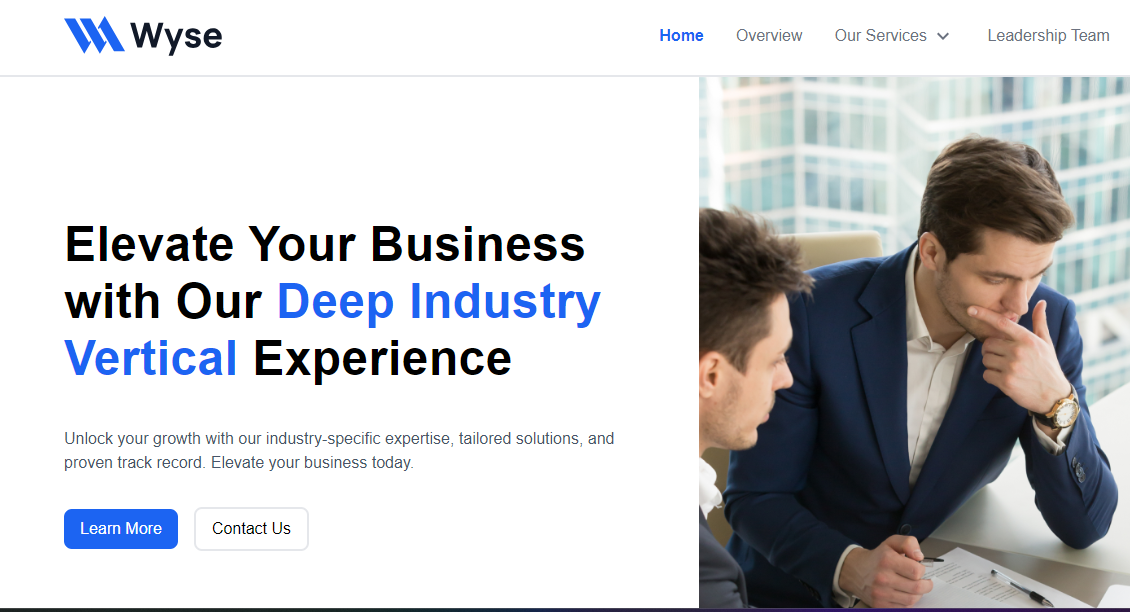 Wyse
Home Overview Our Services Leadership Team
Elevate Your Business
with Our Deep Industry
Vertical Experience
Unlock your growth with our industry-specific expertise, tailored solutions, and
proven track record. Elevate your business today.
Learn More Contact Us